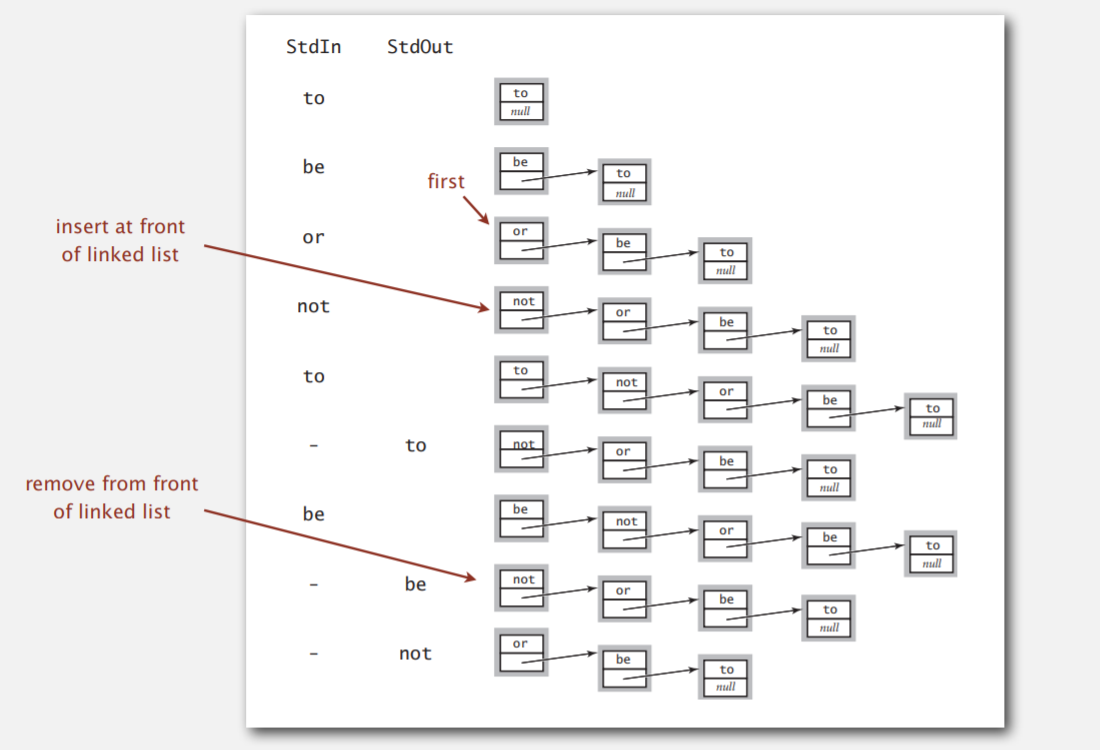 StdIn StdOut
to
to
null
be
be
to
null
first
insert at front
of linked list
or
or
be
to
null
not
not
or
be
to
null
to
to
not
or
be
to
null
- to
not
or
be
to
null
remove from front
of linked list
be
be
not
or
be
to
null
- be
not
or
be
to
null
- not
or
be
to
null